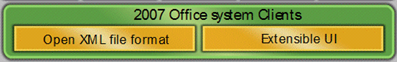 2007 Office system Clients
Open XML file format
Extensible UI